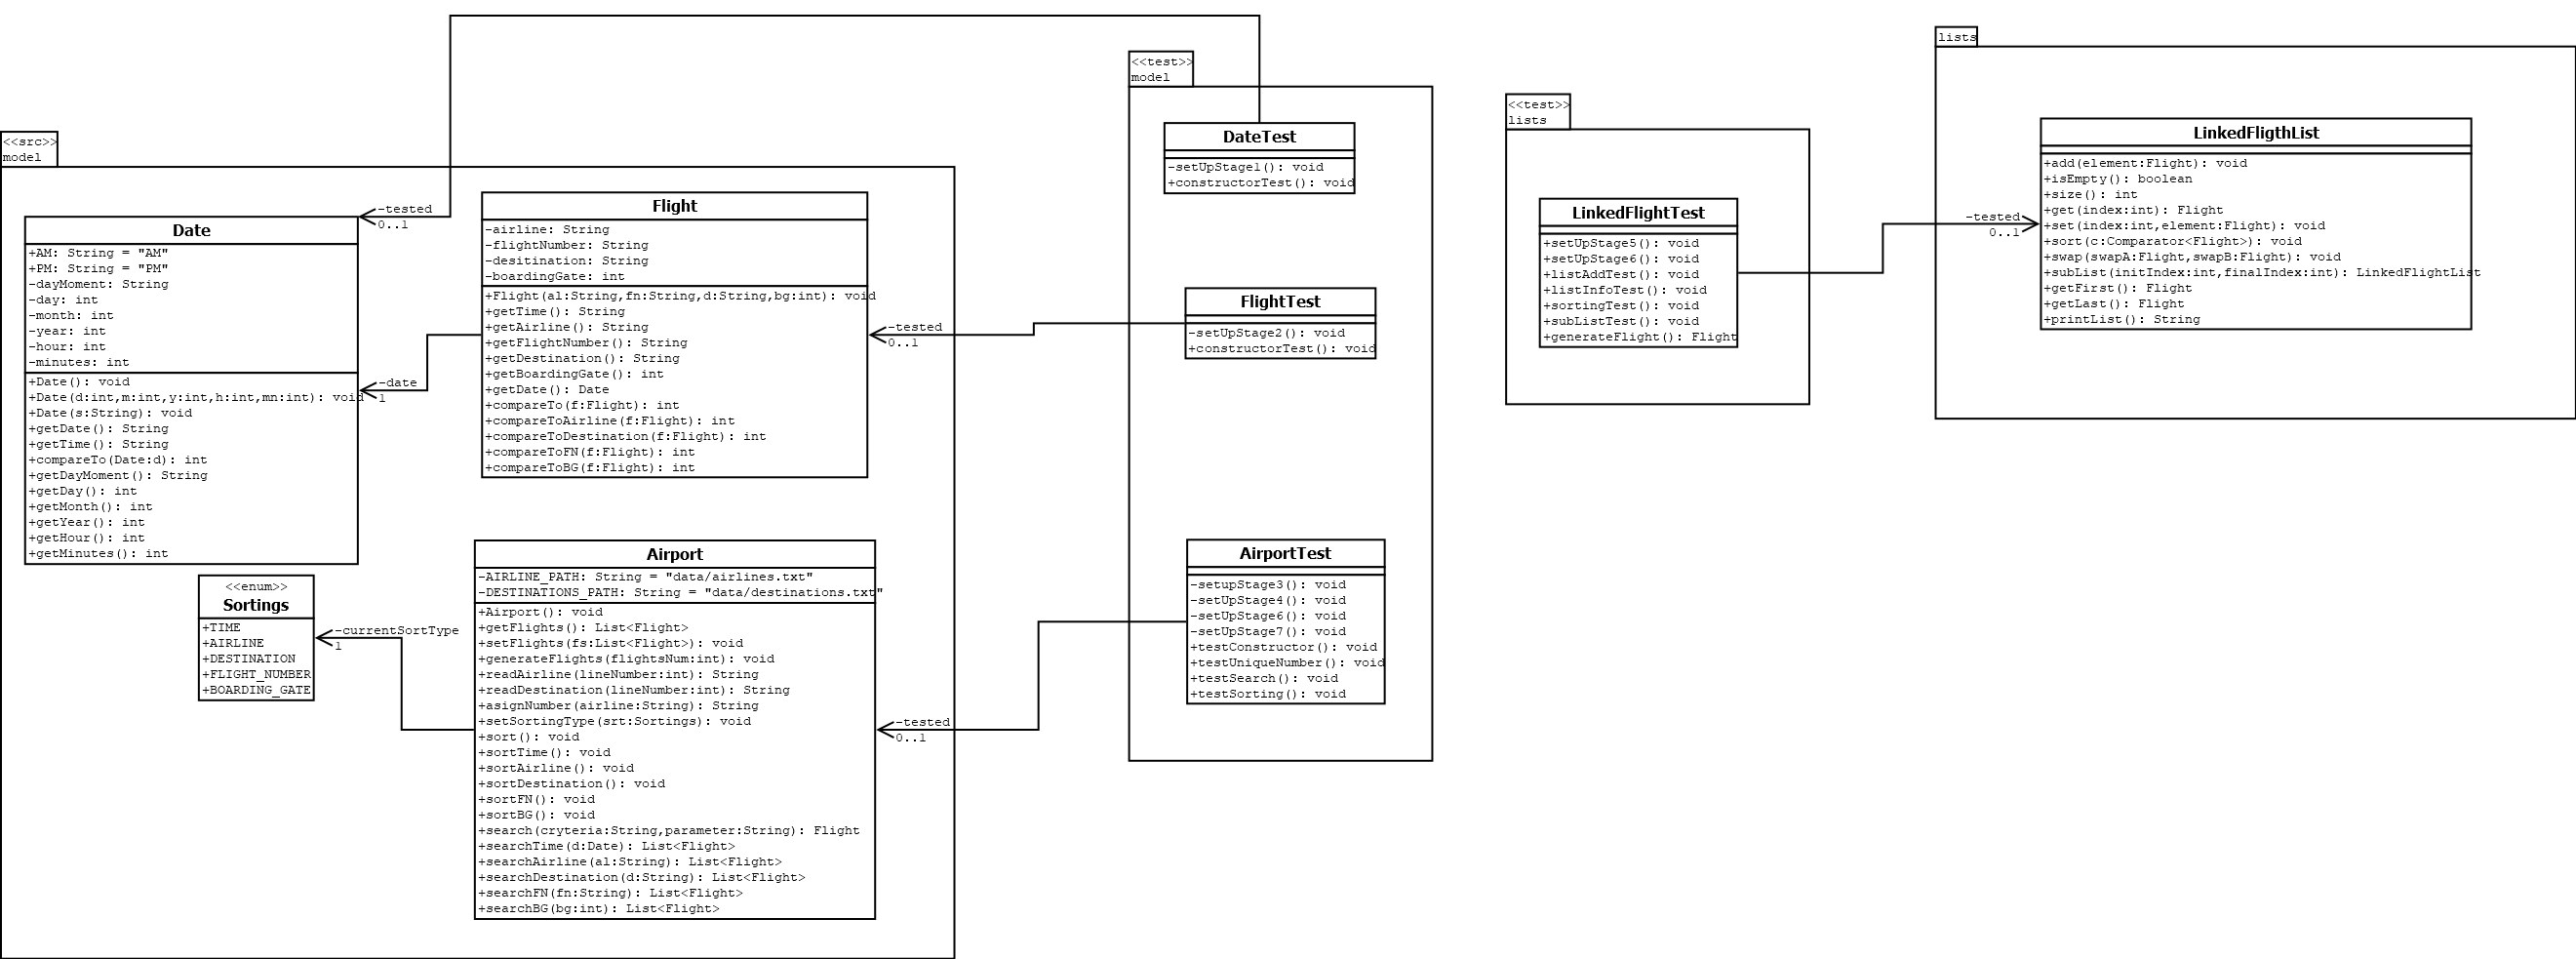 <<src>>
model
Date
+AM: String = "AM"
+PM: String = "PM"
-dayMoment: String
-day: int
-month: int
-year: int
-hour: int
-minutes: int
+Date(): void
+Date(d:int,m:int,y:int,h:int,mn:int): void
+Date(s:String): void
+getDate(): String
+getTime(): String
+compareTo(Date:d): int
+getDayMoment(): String
+getDay(): int
+getMonth(): int
+getYear(): int
+getHour(): int
+getMinutes(): int
-tested
0..1
-date
1
Flight
-airline: String
-flightNumber: String
-desitination: String
-boardingGate: int
+Flight(al:String,fn:String,d:String,bg:int): void
+getTime(): String
+getAirline(): String
+getFlightNumber(): String
+getDestination(): String
+getBoardingGate(): int
+getDate(): Date
+compareTo(f:Flight): int
+compareToAirline(f:Flight): int
+compareToDestination(f:Flight): int
+compareToFN(f:Flight): int
+compareToBG(f:Flight): int
-tested
0..1
<<enum>>
Sortings
+TIME
+AIRLINE
+DESTINATION
+FLIGHT_NUMBER
+BOARDING_GATE
-currentSortType
1
Airport
-AIRLINE_PATH: String = "data/airlines.txt"
-DESTINATIONS_PATH: String = "data/destinations.txt"
+Airport(): void
+getFlights(): List<Flight>
+setFlights(fs:List<Flight>): void
+generateFlights(flightsNum:int): void
+readAirline(lineNumber:int): String
+readDestination(lineNumber:int): String
+asignNumber(airline:String): String
+setSortingType(srt:Sortings): void
+sort(): void
+sortTime(): void
+sortAirline(): void
+sortDestination(): void
+sortFN(): void
+sortBG(): void
+search(cryteria:String,parameter:String): Flight
+searchTime(d:Date): List<Flight>
+searchAirline(al:String): List<Flight>
+searchDestination(d:String): List<Flight>
+searchFN(fn:String): List<Flight>
+searchBG(bg:int): List<Flight>
-tested
0..1
<<test>>
model
DateTest
-setUpStage1(): void
+constructorTest(): void
FlightTest
-setUpStage2(): void
+constructorTest(): void
AirportTest
-setupStage3(): void
-setUpStage4(): void
-setUpStage6(): void
-setUpStage7(): void
+testConstructor(): void
+testUniqueNumber(): void
+testSearch(): void
+testSorting(): void
<<test>>
lists
LinkedFlightTest
+setUpStage5(): void
+setUpStage6(): void
+listAddTest(): void
+listInfoTest(): void
+sortingTest(): void
+subListTest(): void
+generateFlight(): Flight
-tested
0..1
lists
LinkedFligthList
+add(element:Flight): void
+isEmpty(): boolean
+size(): int
+get(index:int): Flight
+set(index:int,element:Flight): void
+sort(c:Comparator<Flight>): void
+swap(swapA:Flight,swapB:Flight): void
+subList(initIndex:int,finalIndex:int): LinkedFlightList
+getFirst(): Flight
+getLast(): Flight
+printList(): String